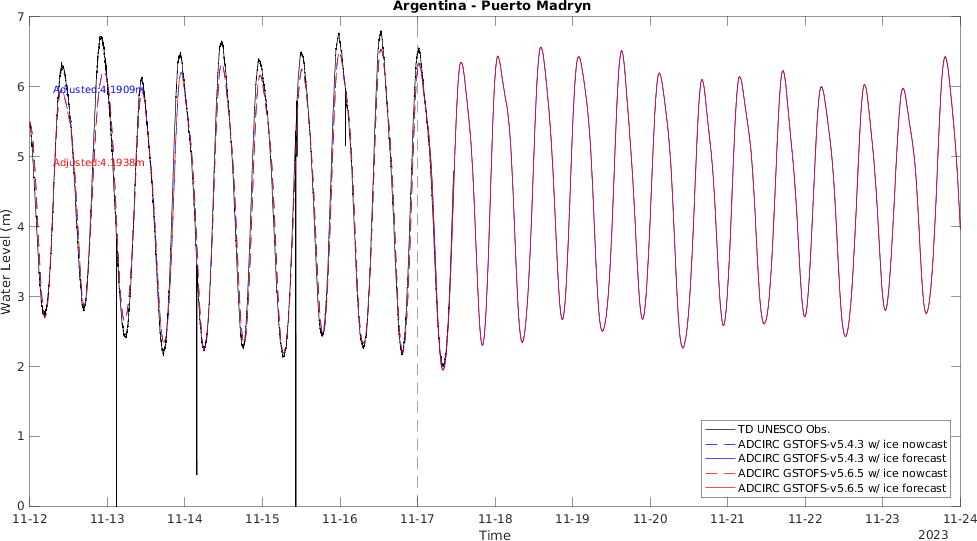 Argentina - Puerto Madryn
7
6
5
4
3
2
1
0
Water Level (m)
Adjusted:4.1909m
Adjusted:4.1938m
TD UNESCO Obs.
ADCIRC GSTOFS-v5.4.3 w/ ice nowcast
ADCIRC GSTOFS-v5.4.3 w/ ice forecast
ADCIRC GSTOFS-v5.6.5 w/ ice nowcast
ADCIRC GSTOFS-v5.6.5 w/ ice forecast
11-12 11-13 11-14 11-15 11-16 11-17 11-18 11-19 11-20 11-21 11-22 11-23 11-24
Time
2023